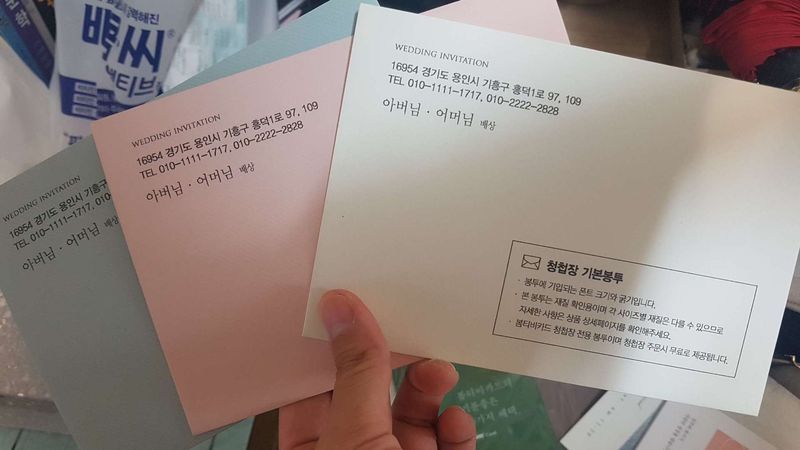 WEDDING INVITATION
16954 경기도 용인시 기흥구 흥덕1로 97, 109
TEL 010-1111-1717, 010-2222-2828
아버님 · 어머님 배상
청첩장 기본봉투
· 봉투에 기입되는 폰트 크기와 굵기입니다.
· 본 봉투는 재질 확인용이며 각 사이즈별 재질은 다를 수 있으므로
자세한 사항은 상품 상세페이지를 확인해주세요.
· 봄티비카드 청첩장 전용 봉투이며 청첩장 주문시 무료로 제공됩니다.
WEDDING INVITATION
16954 경기도 용인시 기흥구 흥덕1로 97, 109
TEL 010-1111-1717, 010-2222-2828
아버님 · 어머님 배상
WEDDING INVITATION
16954 경기도 용인시 기흥구
TEL 010-1111-1717, 010
아버님 · 어머님 배상